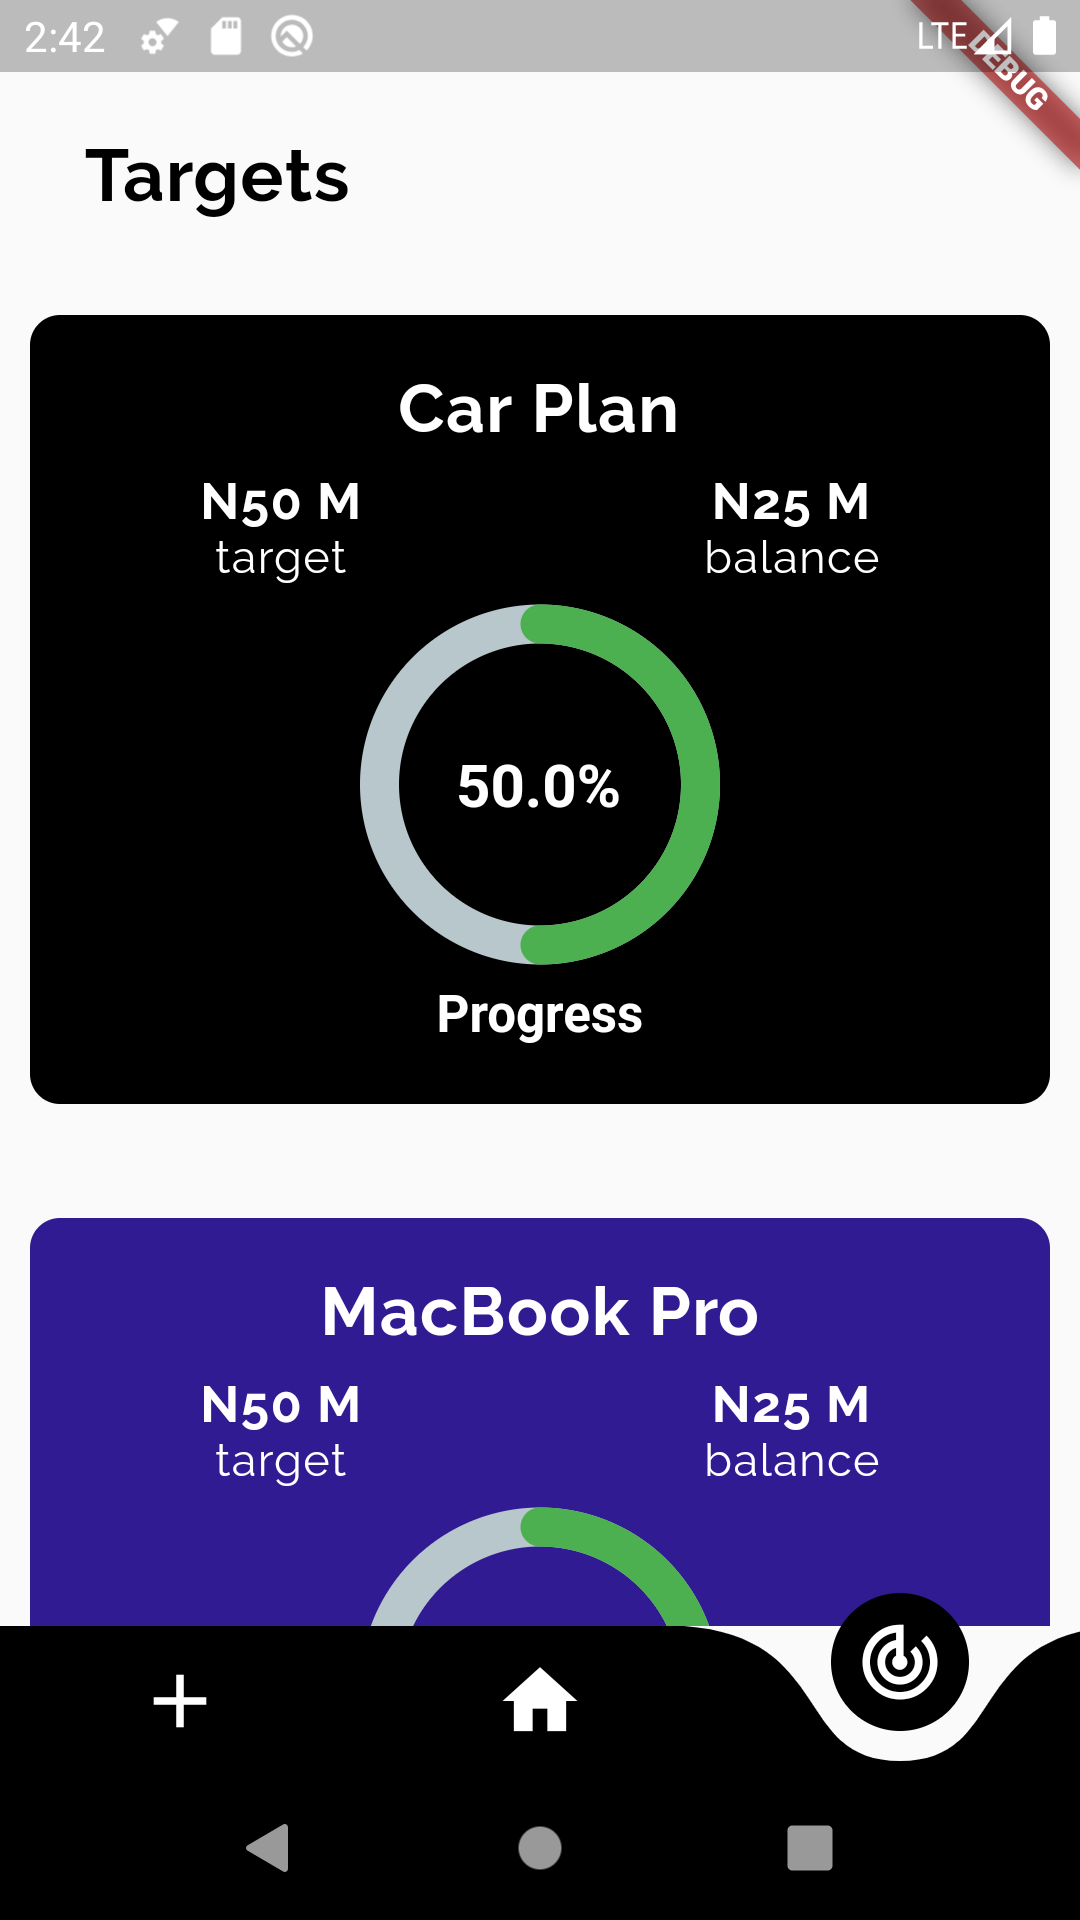 2:42 LTE
DEBUG
Targets
Car Plan
N50 M N25 M
target balance
50.0%
Progress
MacBook Pro
N50 M N25 M
target balance